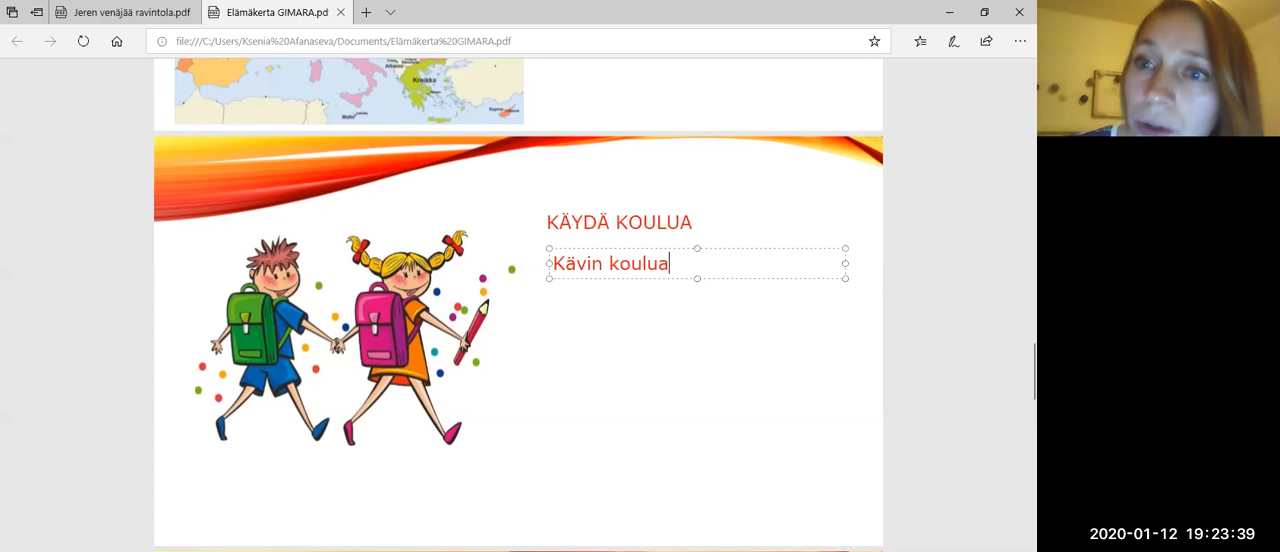 Jeren venäjää ravintola.pdf
Elämäkerta GIMARA.pd
file:///C:/Users/Ksenia%20Afanaseva/Documents/Elämäkerta%20GIMARA.pdf
Kreikka
Malta
KÄYDÄ KOULUA
Kävin koulua
2020-01-12 19:23:39